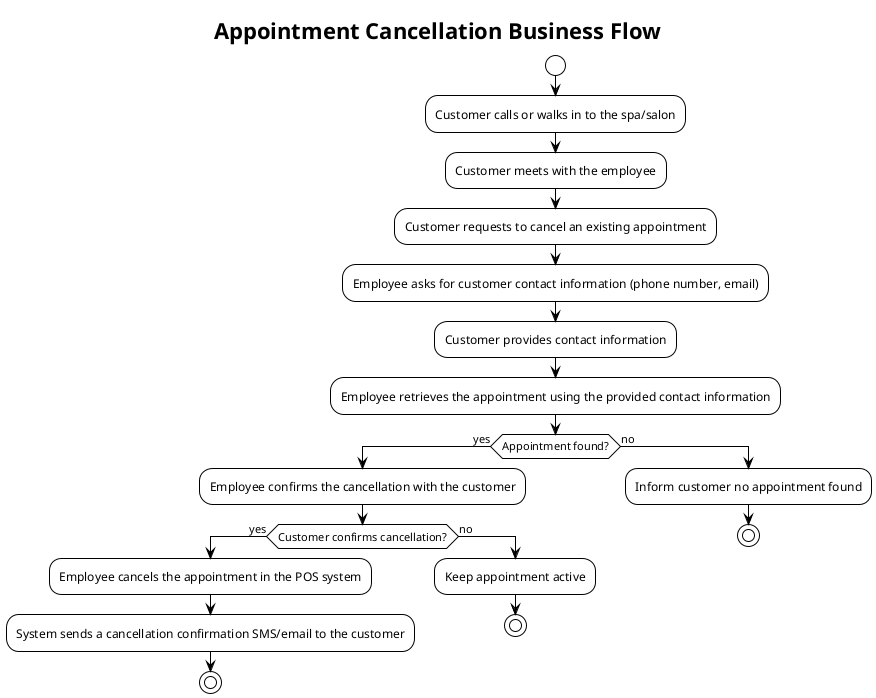 Appointment Cancellation Business Flow
Customer calls or walks in to the spa/salon
Customer meets with the employee
Customer requests to cancel an existing appointment
Employee asks for customer contact information (phone number, email)
Customer provides contact information
Employee retrieves the appointment using the provided contact information
yes
Appointment found?
no
Employee confirms the cancellation with the customer
Inform customer no appointment found
yes
Customer confirms cancellation?
no
Employee cancels the appointment in the POS system
Keep appointment active
System sends a cancellation confirmation SMS/email to the customer